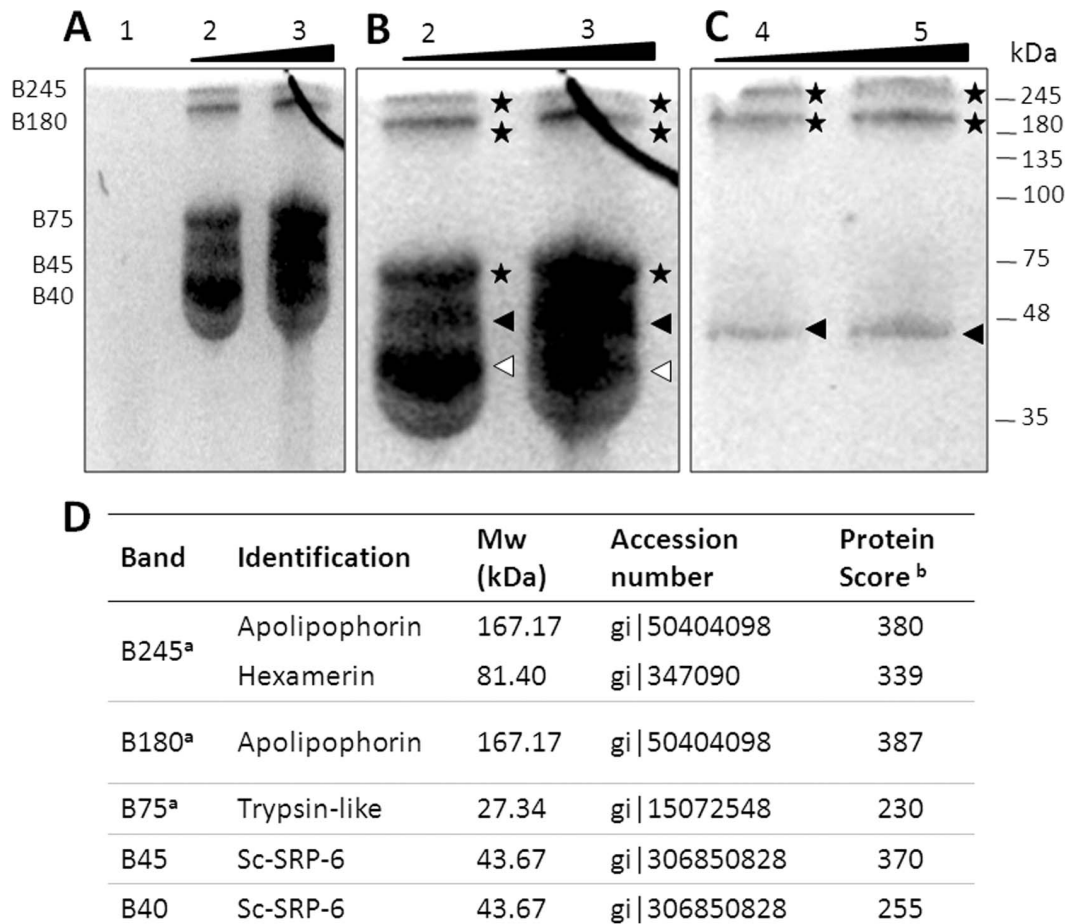 A 1 2 3 B 2 3 C 4 5 kDa
B245
B180
B75
B45
B40
245
180
135
100
75
48
35
D
Band Identification Mw (kDa) Accession number Protein Score b
B245a Apolipophorin 167.17 gi|50404098 380
Hexamerin 81.40 gi|347090 339
B180a Apolipophorin 167.17 gi|50404098 387
B75a Trypsin-like 27.34 gi|15072548 230
B45 Sc-SRP-6 43.67 gi|306850828 370
B40 Sc-SRP-6 43.67 gi|306850828 255